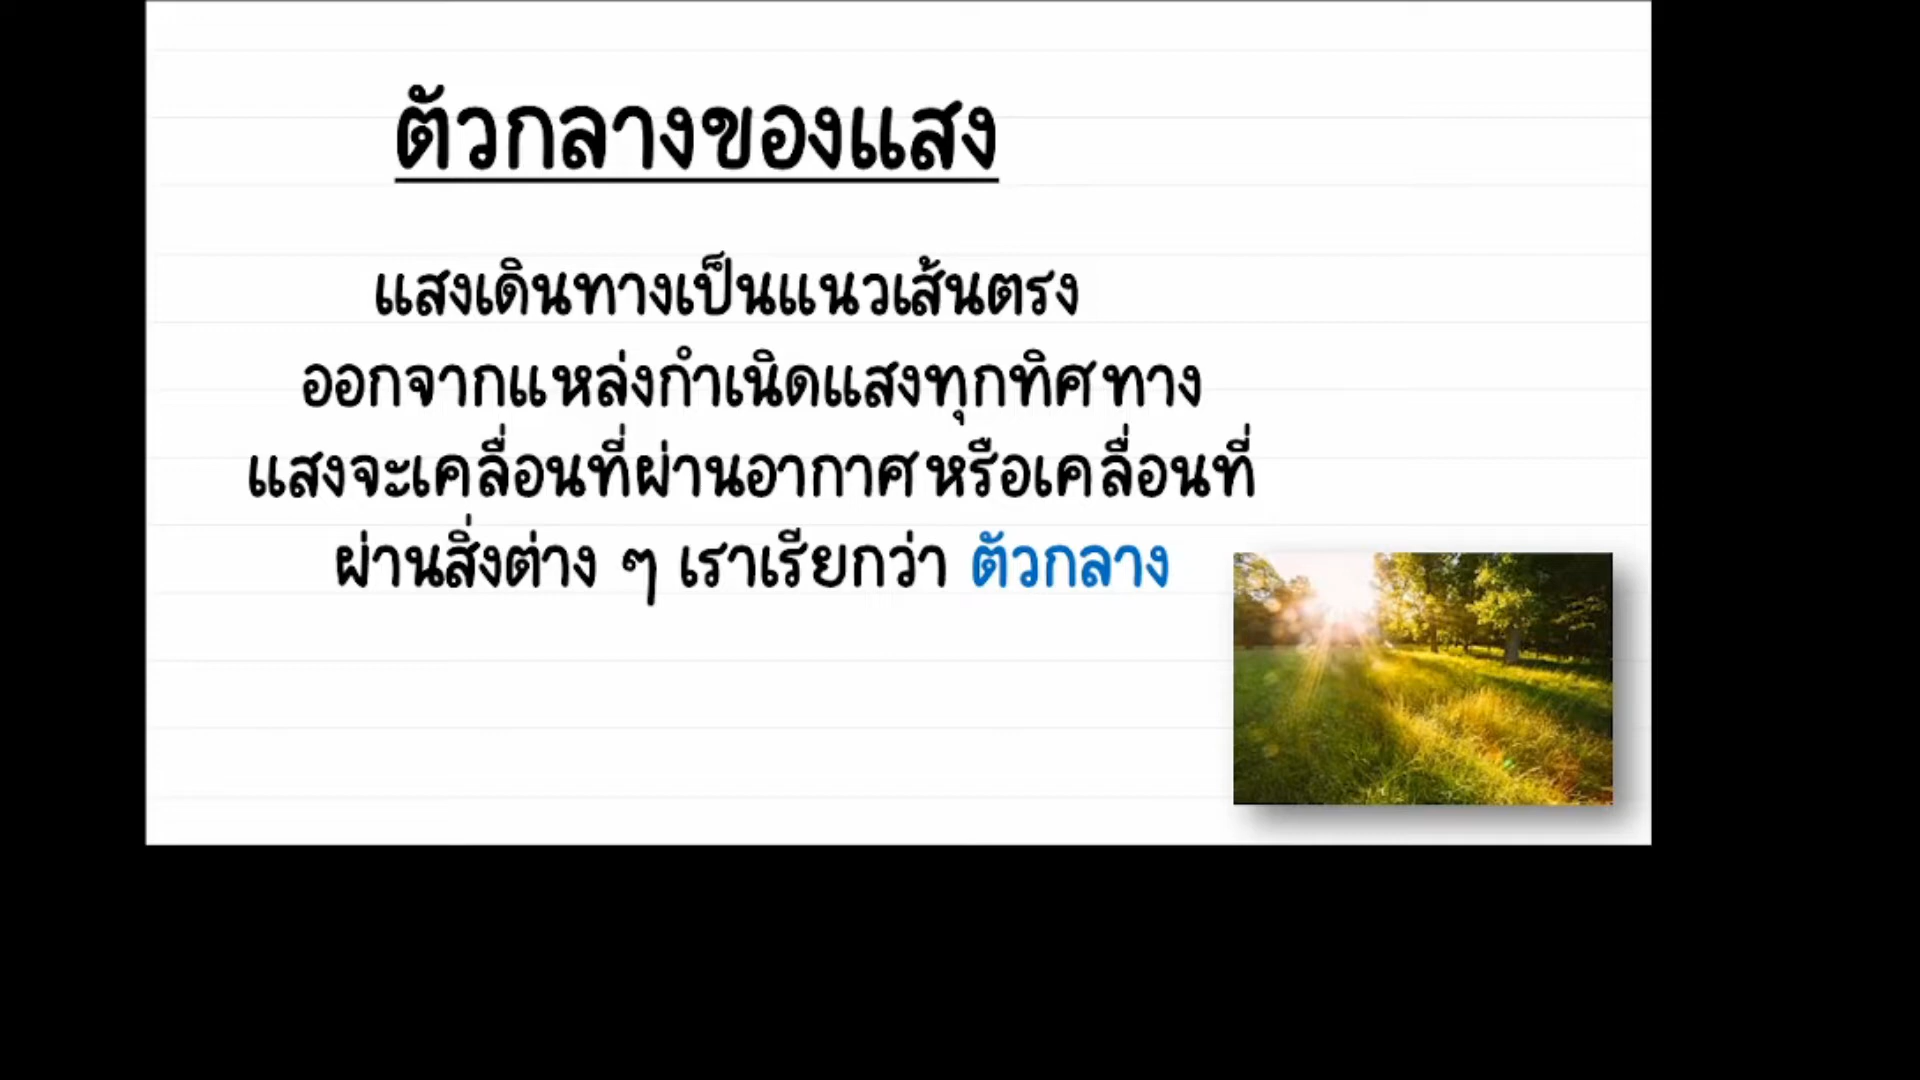 ตัวกลางของแสง
แสงเดินทางเป็นแนวเส้นตรง
ออกจากแหล่งกำเนิดแสงทุกทิศทาง
แสงจะเคลื่อนที่ผ่านอากาศหรือเคลื่อนที่
ผ่านสิ่งต่าง ๆ เราเรียกว่า ตัวกลาง